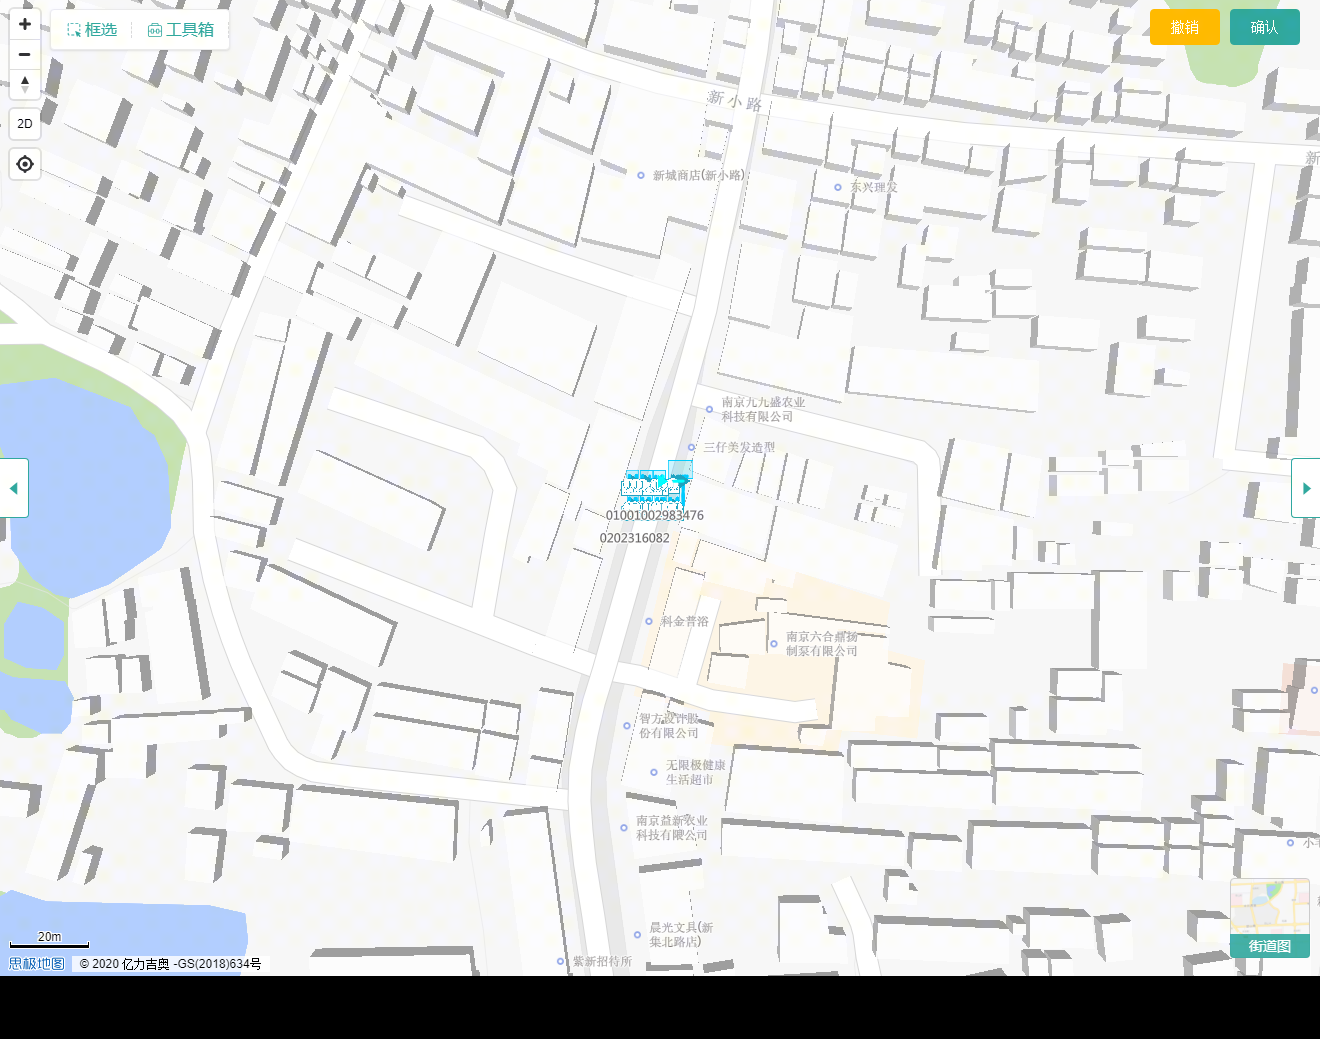 框选
工具箱
撤销
确认
2D
新小路
新
新城商店(新小路)
东兴理发
南京九九盛农业
科技有限公司
三仔美发造型
01001002983476
0202316082
科金普浴
南京六合鼎扬
制泵有限公司
智方设计股
份有限公司
无限极健康
生活超市
南京益新农业
科技有限公司
小
晨光文具(新
集北路店)
紫新招待所
20m
思极地图
© 2020 亿力吉奥 -GS(2018)634号
街道图